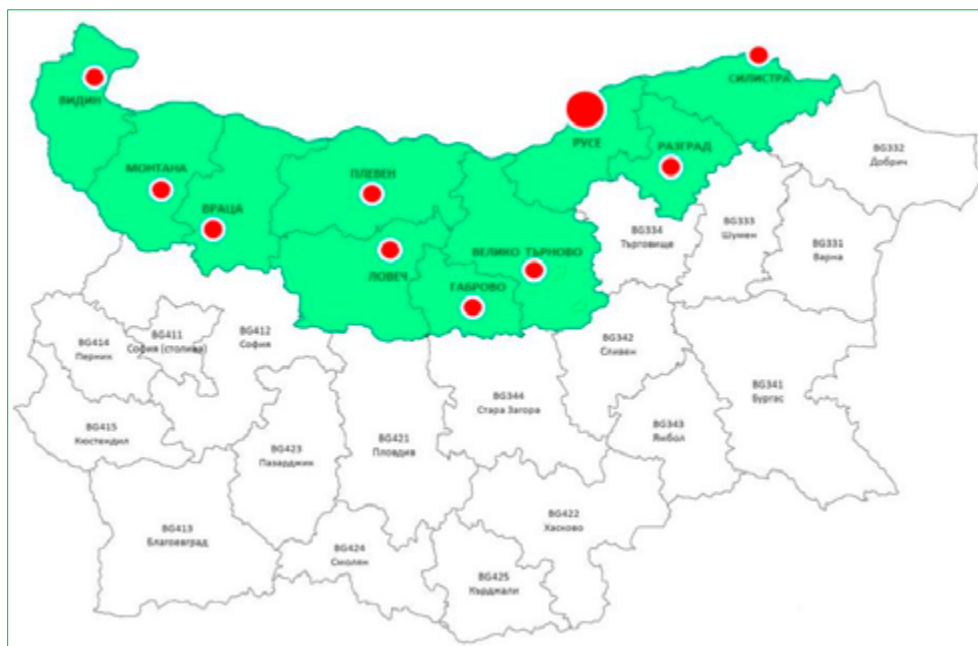 СИЛИСТРА
ВИДИН
РУСЕ
РАЗГРАД
BG332
Добрич
МОНТАНА
ПЛЕВЕН
ВРАЦА
BG334
Търговище
BG333
Шумен
BG331
Варна
ВЕЛИКО ТЪРНОВО
ЛОВЕЧ
ГАБРОВО
BG411
София (столица)
BG412
София
BG414
Перник
BG342
Сливен
BG341
Бургас
BG344
Стара Загора
BG415
Кюстендил
BG421
Пловдив
BG343
Ямбол
BG423
Пазарджик
BG422
Хасково
BG413
Благоевград
BG424
Смолян
BG425
Кърджали